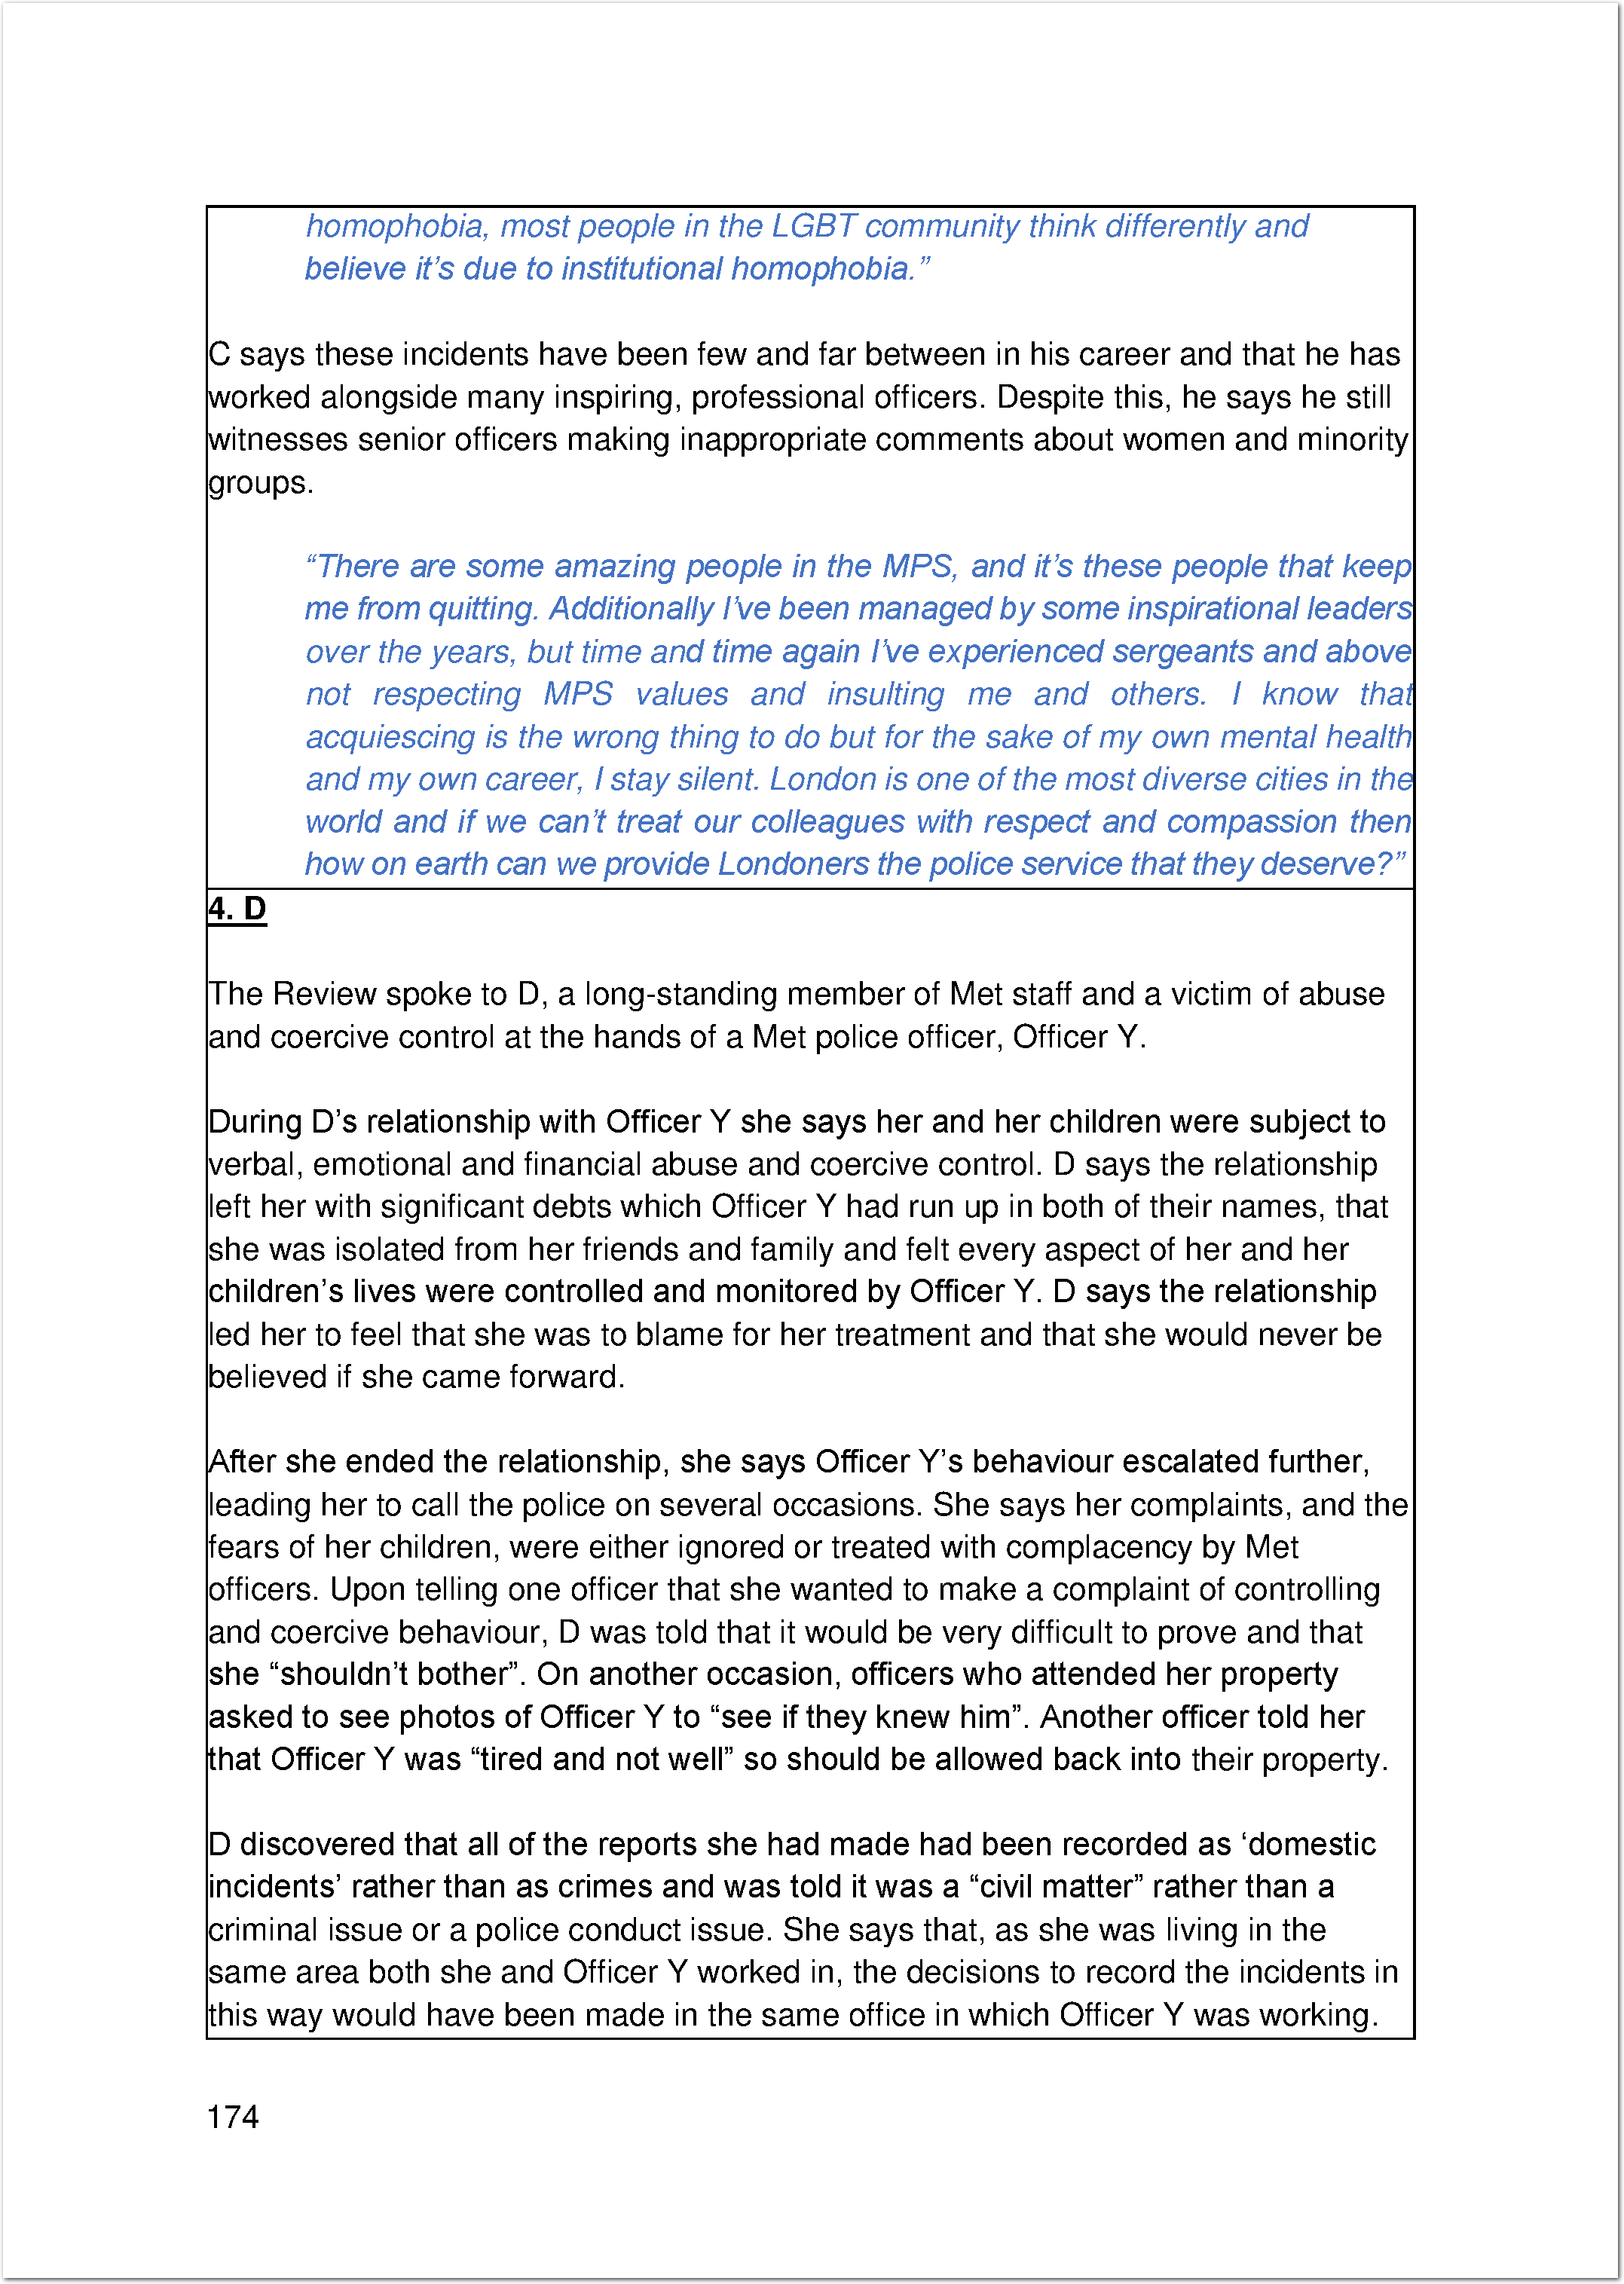 homophobia, most people in the LGBT community think differently and
believe it’s due to institutional homophobia.”
C says these incidents have been few and far between in his career and that he has
worked alongside many inspiring, professional officers. Despite this, he says he still
witnesses senior officers making inappropriate comments about women and minority
groups.
“There are some amazing people in the MPS, and it’s these people that keep
me from quitting. Additionally I’ve been managed by some inspirational leaders
over the years, but time and time again I’ve experienced sergeants and above
not respecting MPS values and insulting me and others. I know that
acquiescing is the wrong thing to do but for the sake of my own mental health
and my own career, I stay silent. London is one of the most diverse cities in the
world and if we can’t treat our colleagues with respect and compassion then
how on earth can we provide Londoners the police service that they deserve?”
4. D
The Review spoke to D, a long-standing member of Met staff and a victim of abuse
and coercive control at the hands of a Met police officer, Officer Y.
During D’s relationship with Officer Y she says her and her children were subject to
verbal, emotional and financial abuse and coercive control. D says the relationship
left her with significant debts which Officer Y had run up in both of their names, that
she was isolated from her friends and family and felt every aspect of her and her
children’s lives were controlled and monitored by Officer Y. D says the relationship
led her to feel that she was to blame for her treatment and that she would never be
believed if she came forward.
After she ended the relationship, she says Officer Y’s behaviour escalated further,
leading her to call the police on several occasions. She says her complaints, and the
fears of her children, were either ignored or treated with complacency by Met
officers. Upon telling one officer that she wanted to make a complaint of controlling
and coercive behaviour, D was told that it would be very difficult to prove and that
she “shouldn’t bother”. On another occasion, officers who attended her property
asked to see photos of Officer Y to “see if they knew him”. Another officer told her
that Officer Y was “tired and not well” so should be allowed back into their property.
D discovered that all of the reports she had made had been recorded as ‘domestic
incidents’ rather than as crimes and was told it was a “civil matter” rather than a
criminal issue or a police conduct issue. She says that, as she was living in the
same area both she and Officer Y worked in, the decisions to record the incidents in
this way would have been made in the same office in which Officer Y was working.
174